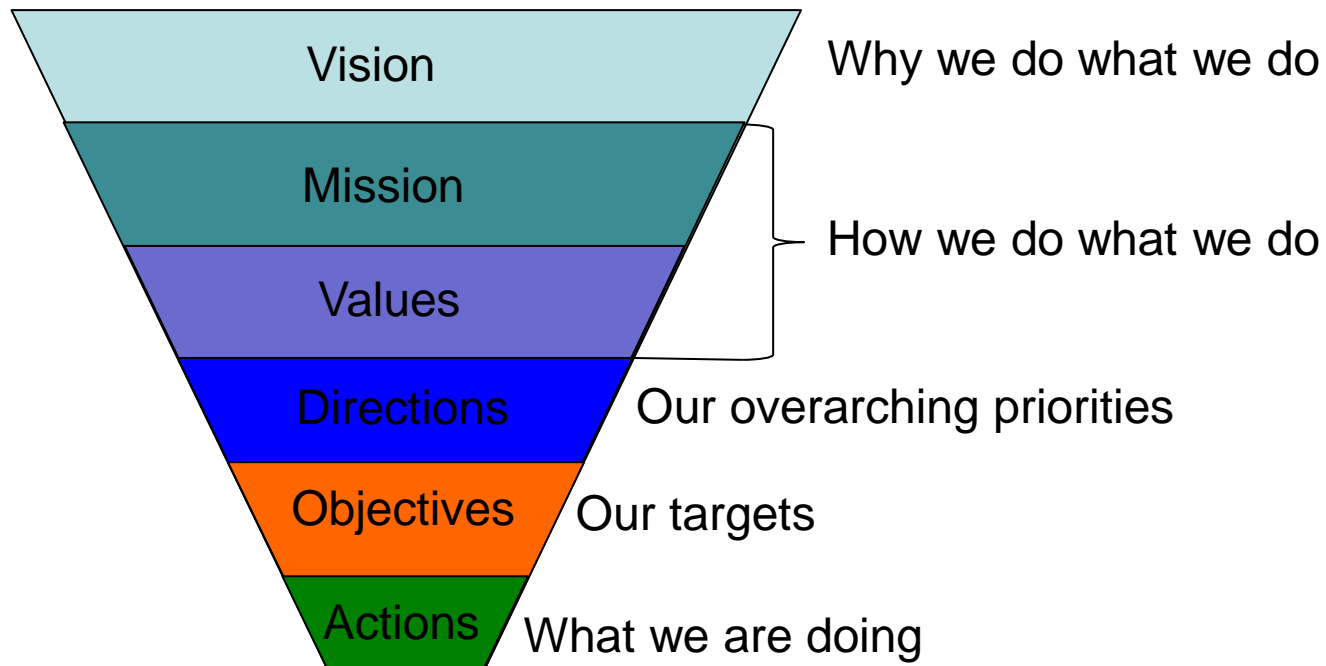 Vision
Why we do what we do
Mission
How we do what we do
Values
Directions
Our overarching priorities
Objectives
Our targets
Actions
What we are doing